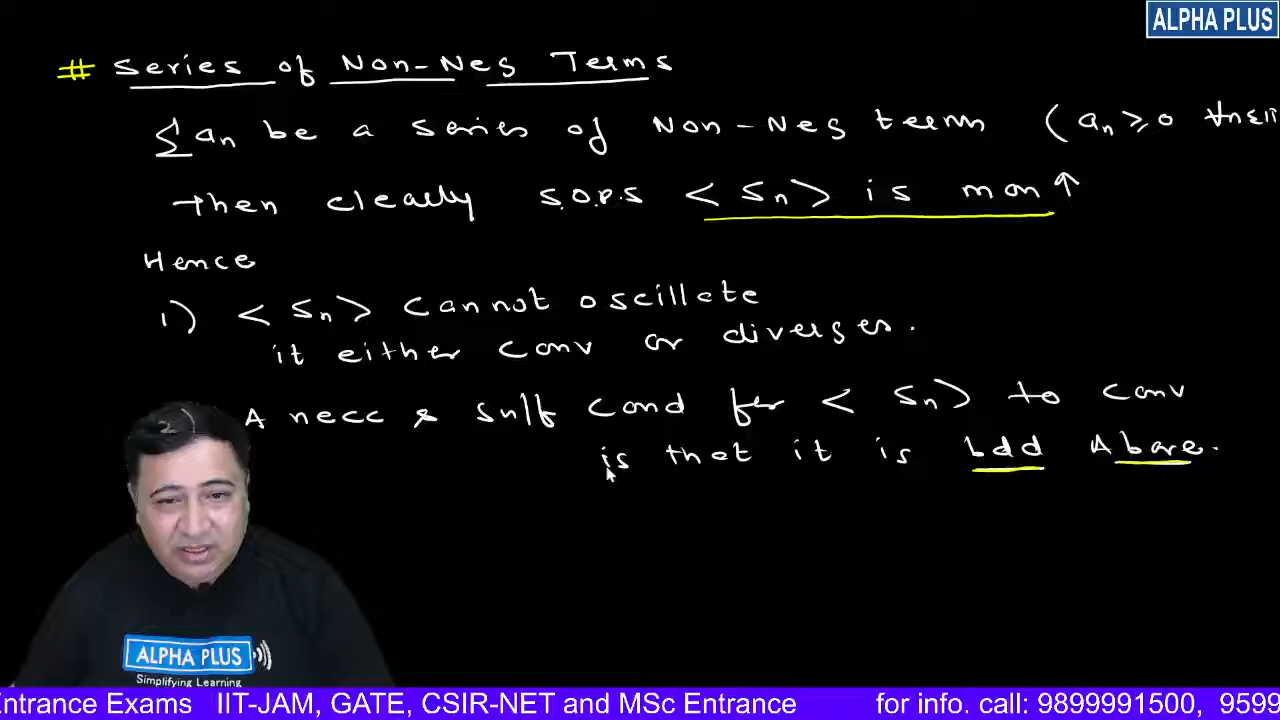 ALPHA PLUS
# Series of Non-Neg Terms
Σan be a series of Non-Neg term (an ≥ 0 ∀n∈
then clearly S.O.P.S <Sn> is mon↑
Hence
1) <Sn> cannot oscillate
it either conv or diverges.
2) A necc & suff cond for <Sn> to conv
is that it is bdd Above.
ALPHA PLUS
Simplifying Learning
Entrance Exams IIT-JAM, GATE, CSIR-NET and MSc Entrance for info. call: 9899991500, 9599